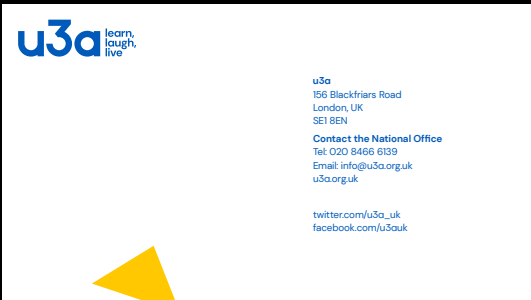 u3a
learn,
laugh,
live
u3a
156 Blackfriars Road
London, UK
SE1 8EN
Contact the National Office
Tel: 020 8466 6139
Email: info@u3a.org.uk
u3a.org.uk
twitter.com/u3a_uk
facebook.com/u3auk